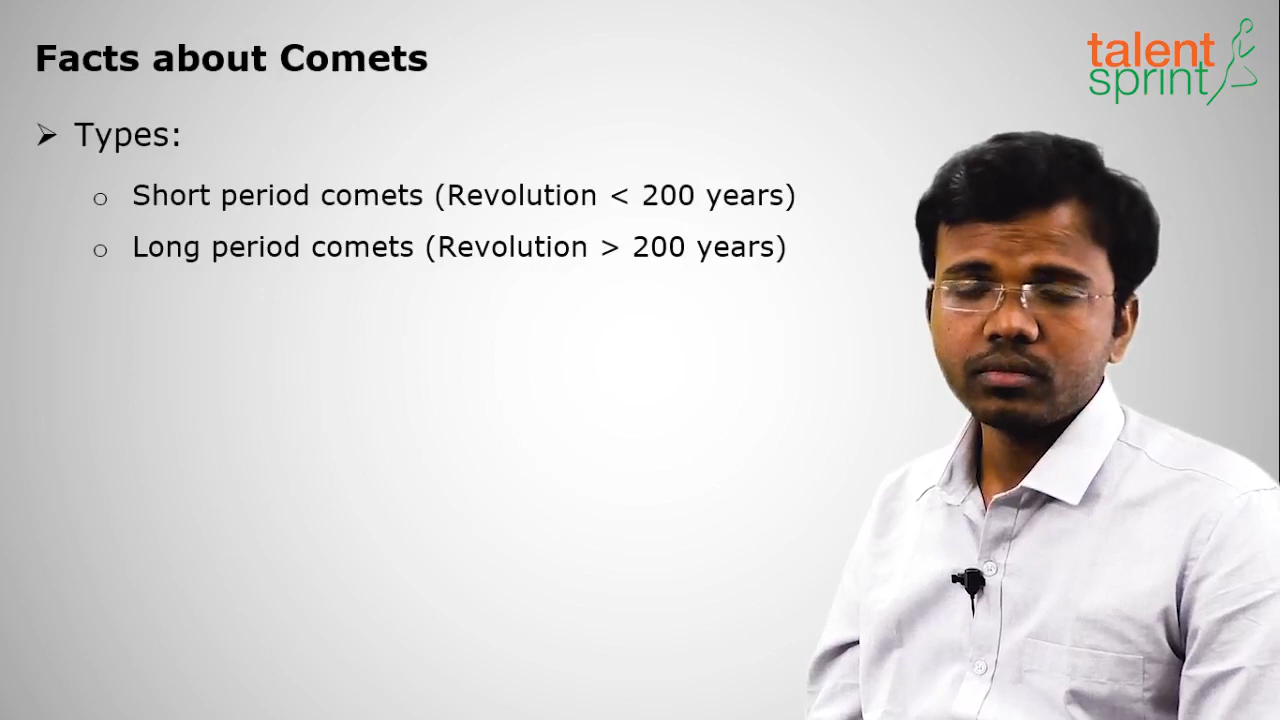 Facts about Comets
talent
sprint
➢ Types:
o Short period comets (Revolution < 200 years)
o Long period comets (Revolution > 200 years)